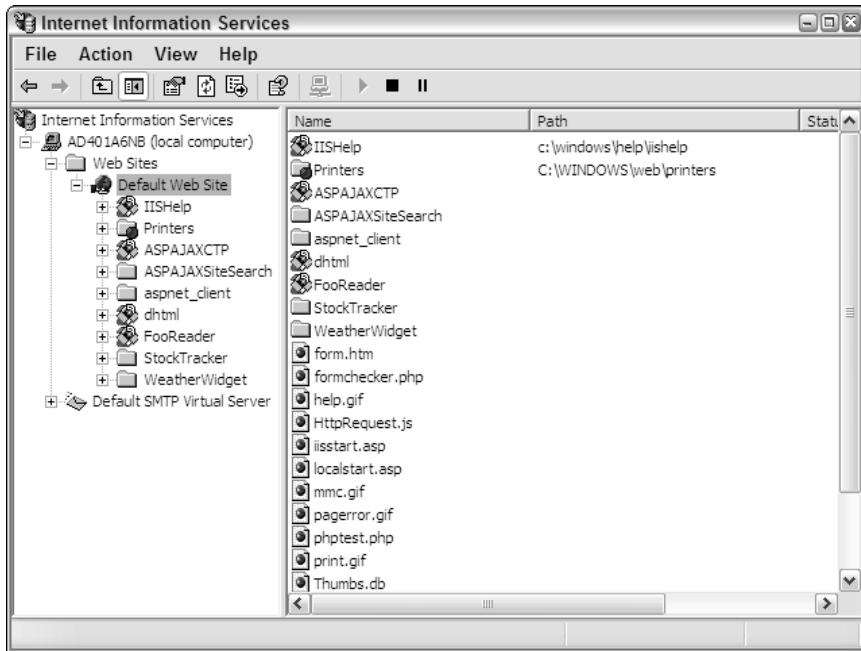 Internet Information Services
File Action View Help
Internet Information Services
AD401A6NB (local computer)
Web Sites
Default Web Site
IISHelp
Printers
ASPAJAXCTP
ASPAJAXSiteSearch
aspnet_client
dhtml
FooReader
StockTracker
WeatherWidget
Default SMTP Virtual Server
Name Path Statu
IISHelp c:\windows\help\iishelp
Printers C:\WINDOWS\web\printers
ASPAJAXCTP
ASPAJAXSiteSearch
aspnet_client
dhtml
FooReader
StockTracker
WeatherWidget
form.htm
formchecker.php
help.gif
HttpRequest.js
iisstart.asp
localstart.asp
mmc.gif
pagerror.gif
phptest.php
print.gif
Thumbs.db